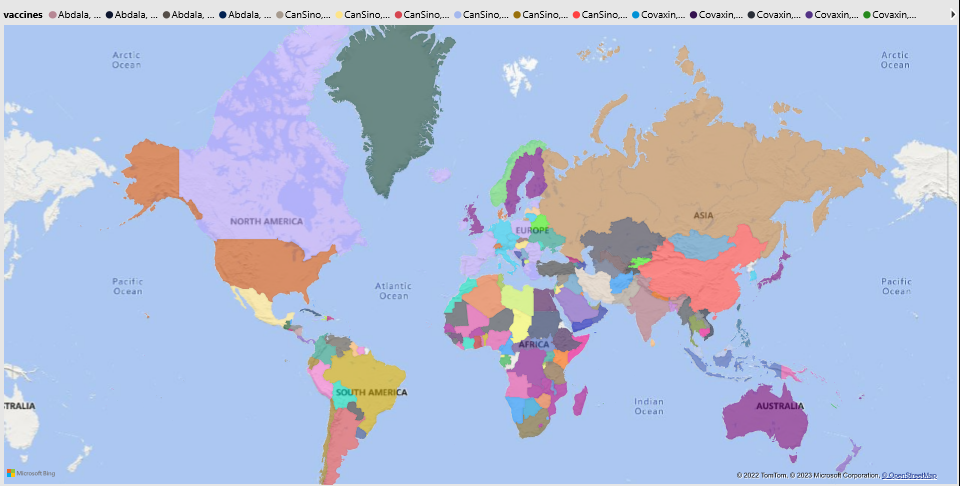 vaccines Abdala, ... Abdala, ... Abdala, ... Abdala, ... CanSino,... CanSino,... CanSino,... CanSino,... CanSino,... CanSino,... Covaxin,... Covaxin,... Covaxin,... Covaxin,... Covaxin,...
Arctic
Ocean
Arctic
Ocean
NORTH AMERICA
ASIA
EUROPE
Pacific
Ocean
Atlantic
Ocean
Pacific
Ocean
AFRICA
SOUTH AMERICA
Indian
Ocean
TRALIA
AUSTRALIA
Microsoft Bing
© 2022 TomTom, © 2023 Microsoft Corporation, © OpenStreetMap